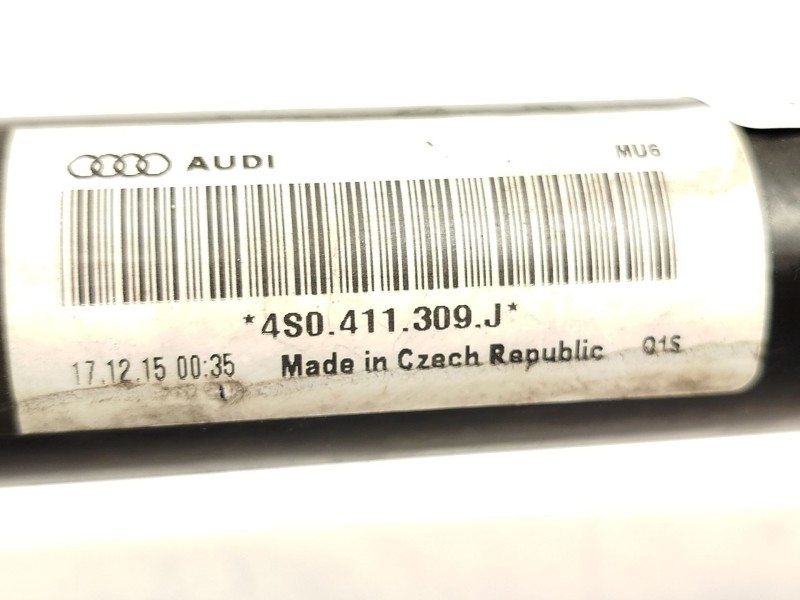 AUDI MU6
*4S0.411.309.J*
17.12.15 00:35 Made in Czech Republic Q1S